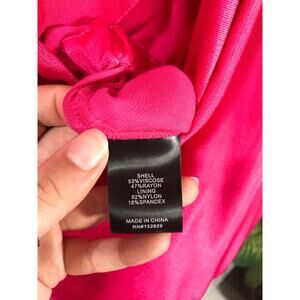 SHELL
53%VISCOSE
47%RAYON
LINING
82%NYLON
18%SPANDEX
MADE IN CHINA
RN#132829